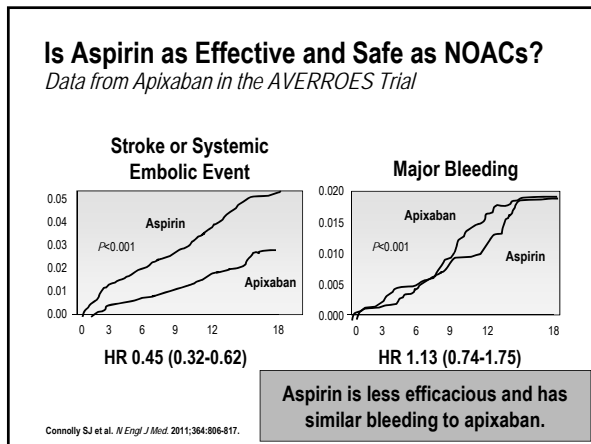 Is Aspirin as Effective and Safe as NOACs?
Data from Apixaban in the AVERROES Trial
Stroke or Systemic
Embolic Event
0.05
0.04
0.03
0.02
0.01
0.00
Aspirin
P<0.001
Apixaban
0 3 6 9 12 18
HR 0.45 (0.32-0.62)
Major Bleeding
0.020
0.015
0.010
0.005
0.000
Apixaban
P<0.001
Aspirin
0 3 6 9 12 18
HR 1.13 (0.74-1.75)
Aspirin is less efficacious and has
similar bleeding to apixaban.
Connolly SJ et al. N Engl J Med. 2011;364:806-817.